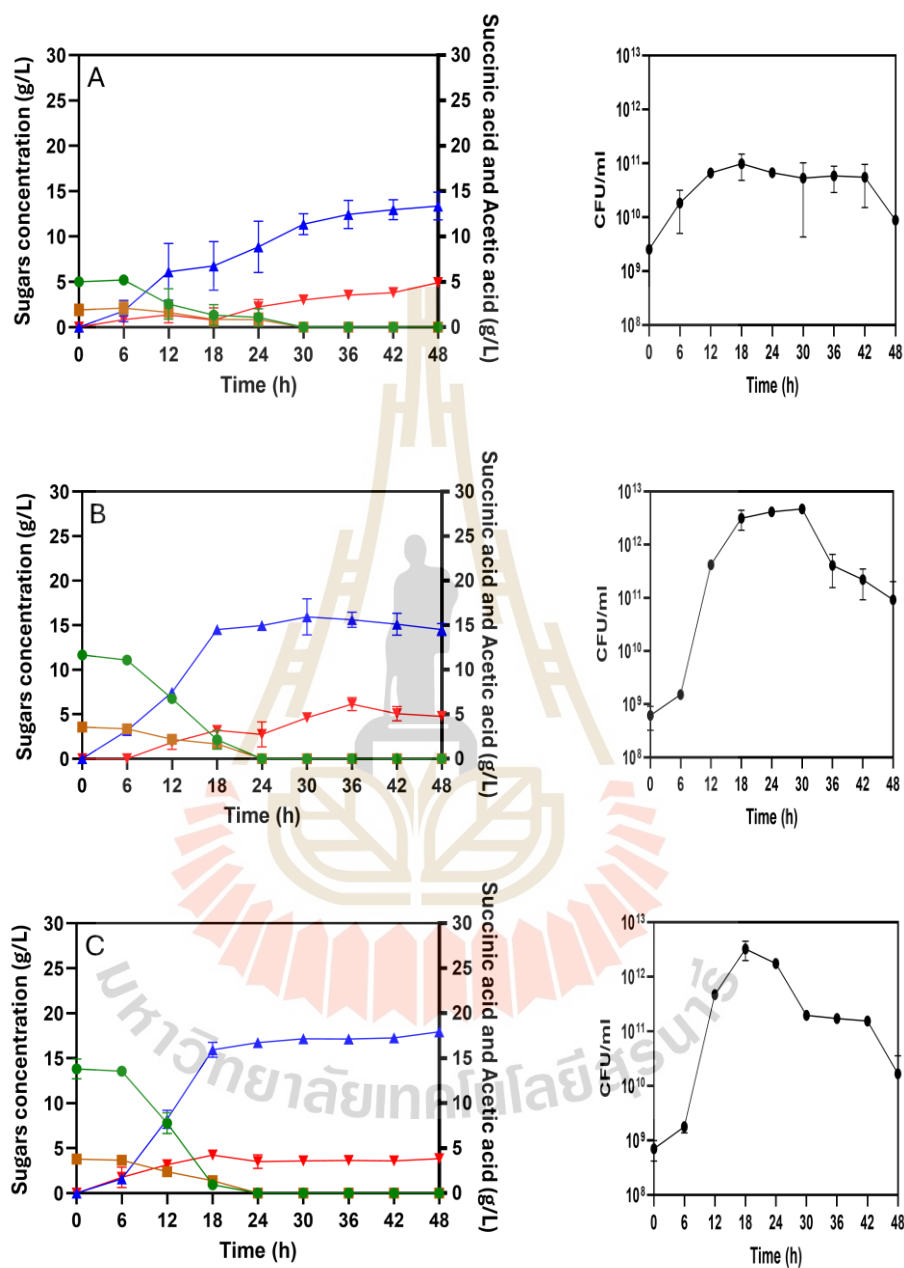 A
Sugars concentration (g/L)
30
25
20
15
10
5
0
0 6 12 18 24 30 36 42 48
Time (h)
30
25
20
15
10
5
0
Succinic acid and Acetic acid (g/L)
CFU/ml
10¹³
10¹²
10¹¹
10¹⁰
10⁹
10⁸
0 6 12 18 24 30 36 42 48
Time (h)
B
Sugars concentration (g/L)
30
25
20
15
10
5
0
0 6 12 18 24 30 36 42 48
Time (h)
30
25
20
15
10
5
0
Succinic acid and Acetic acid (g/L)
CFU/ml
10¹³
10¹²
10¹¹
10¹⁰
10⁹
10⁸
0 6 12 18 24 30 36 42 48
Time (h)
C
Sugars concentration (g/L)
30
25
20
15
10
5
0
0 6 12 18 24 30 36 42 48
Time (h)
30
25
20
15
10
5
0
Succinic acid and Acetic acid (g/L)
CFU/ml
10¹³
10¹²
10¹¹
10¹⁰
10⁹
10⁸
0 6 12 18 24 30 36 42 48
Time (h)
มหาวิทยาลัยเทคโนโลยีสุรนารี